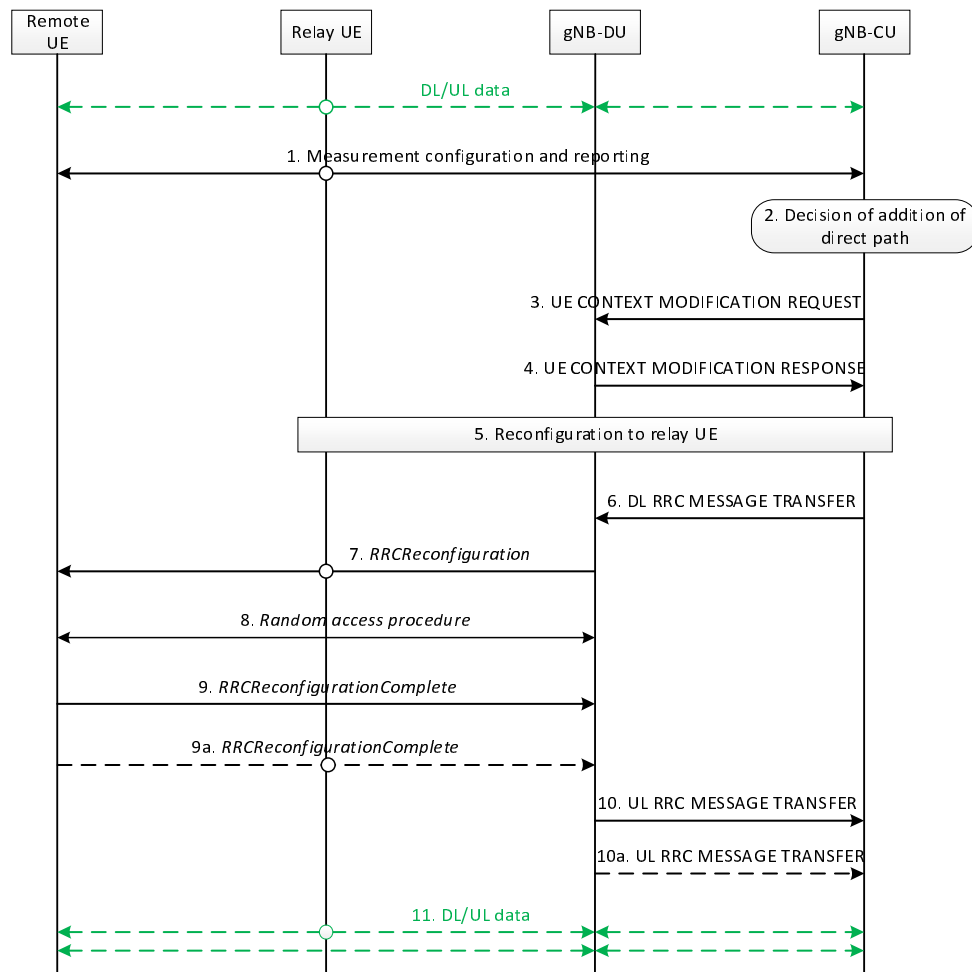 Remote
UE
Relay UE
gNB-DU
gNB-CU
DL/UL data
1. Measurement configuration and reporting
2. Decision of addition of
direct path
3. UE CONTEXT MODIFICATION REQUEST
4. UE CONTEXT MODIFICATION RESPONSE
5. Reconfiguration to relay UE
6. DL RRC MESSAGE TRANSFER
7. RRCReconfiguration
8. Random access procedure
9. RRCReconfigurationComplete
9a. RRCReconfigurationComplete
10. UL RRC MESSAGE TRANSFER
10a. UL RRC MESSAGE TRANSFER
11. DL/UL data